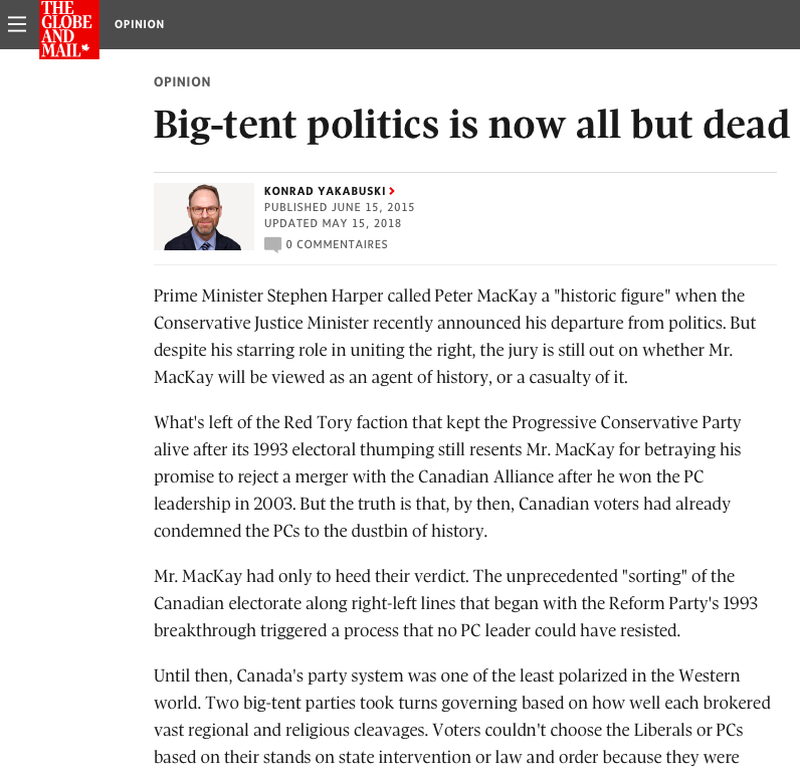 THE
GLOBE
AND
MAIL
OPINION
OPINION
Big-tent politics is now all but dead
KONRAD YAKABUSKI
PUBLISHED JUNE 15, 2015
UPDATED MAY 15, 2018
0 COMMENTAIRES
Prime Minister Stephen Harper called Peter MacKay a "historic figure" when the
Conservative Justice Minister recently announced his departure from politics. But
despite his starring role in uniting the right, the jury is still out on whether Mr.
MacKay will be viewed as an agent of history, or a casualty of it.
What's left of the Red Tory faction that kept the Progressive Conservative Party
alive after its 1993 electoral thumping still resents Mr. MacKay for betraying his
promise to reject a merger with the Canadian Alliance after he won the PC
leadership in 2003. But the truth is that, by then, Canadian voters had already
condemned the PCs to the dustbin of history.
Mr. MacKay had only to heed their verdict. The unprecedented "sorting" of the
Canadian electorate along right-left lines that began with the Reform Party's 1993
breakthrough triggered a process that no PC leader could have resisted.
Until then, Canada's party system was one of the least polarized in the Western
world. Two big-tent parties took turns governing based on how well each brokered
vast regional and religious cleavages. Voters couldn't choose the Liberals or PCs
based on their stands on state intervention or law and order because they were